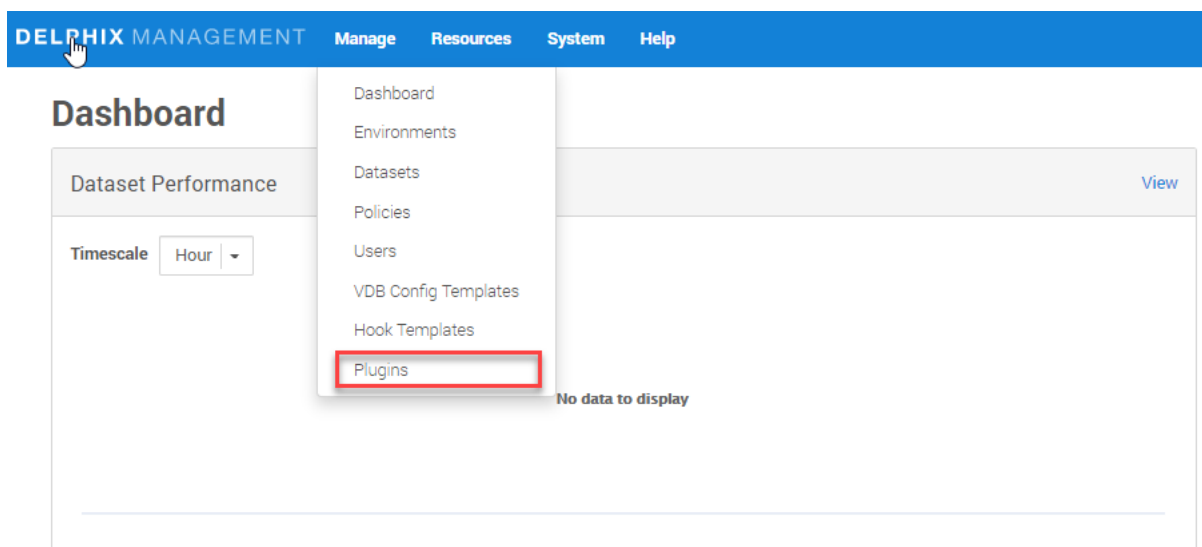 DELPHIX MANAGEMENT Manage Resources System Help
Dashboard
Dashboard
Environments
Dataset Performance
Datasets
View
Policies
Timescale Hour
Users
VDB Config Templates
Hook Templates
Plugins
No data to display